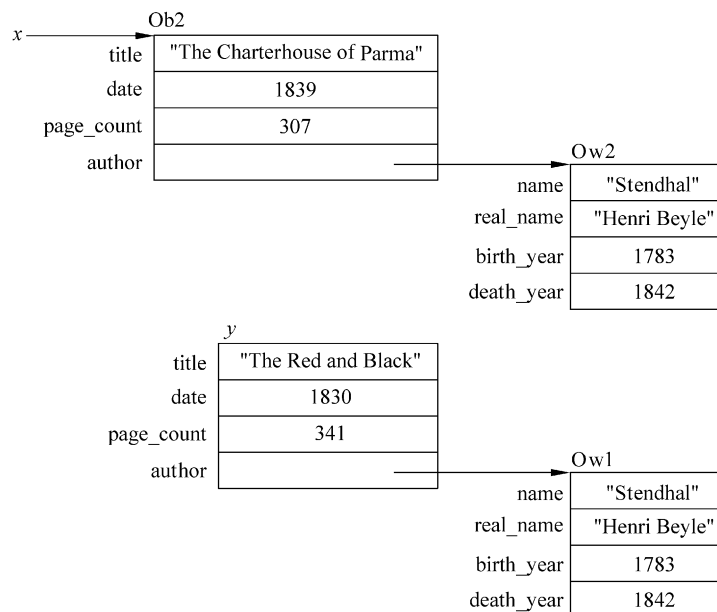 Ob2
x
title "The Charterhouse of Parma"
date 1839
page_count 307
author
Ow2
name "Stendhal"
real_name "Henri Beyle"
birth_year 1783
death_year 1842
y
title "The Red and Black"
date 1830
page_count 341
author
Ow1
name "Stendhal"
real_name "Henri Beyle"
birth_year 1783
death_year 1842